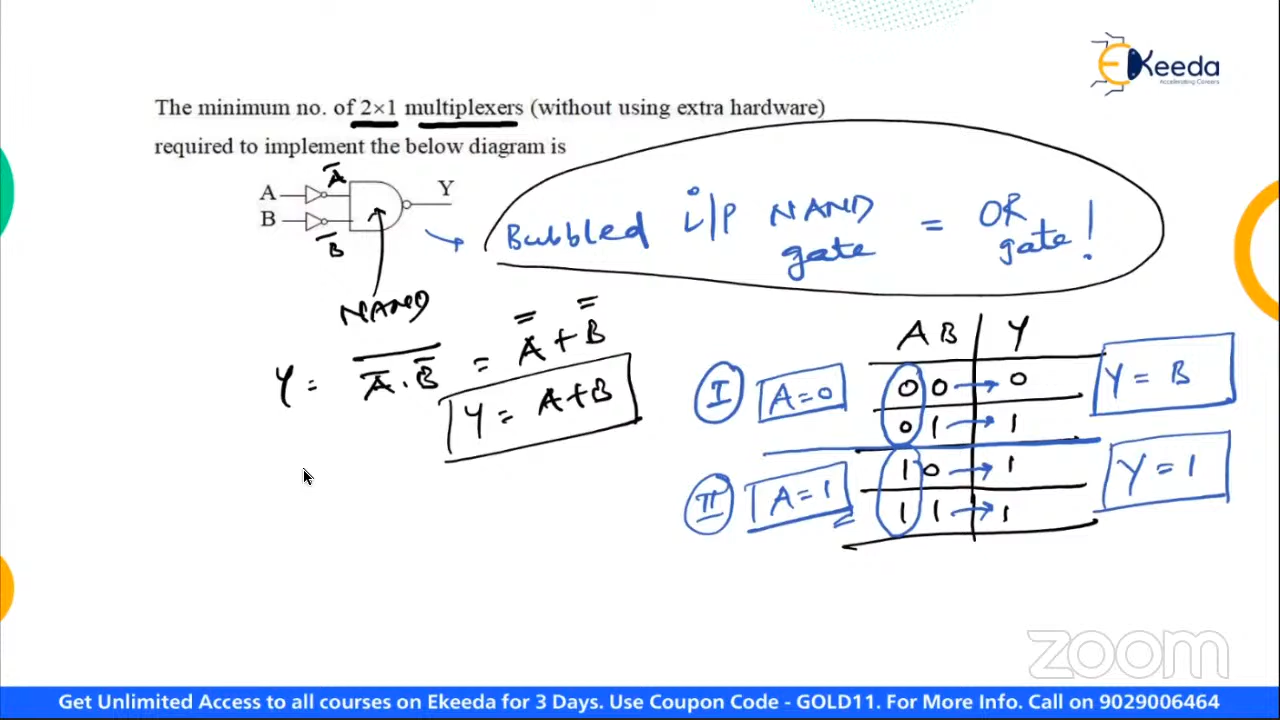 EKeeda
Accelerating Careers
The minimum no. of 2×1 multiplexers (without using extra hardware)
required to implement the below diagram is
A̅
A
B
Y
B̅
NAND
Bubbled i/p NAND gate = OR gate!
Y = \overline{A̅ . B̅} = A̿ + B̿
Y = A+B
A B Y
I A=0 0 0 → 0 Y = B
0 1 → 1
II A=1 1 0 → 1 Y = 1
1 1 → 1
zoom
Get Unlimited Access to all courses on Ekeeda for 3 Days. Use Coupon Code - GOLD11. For More Info. Call on 9029006464